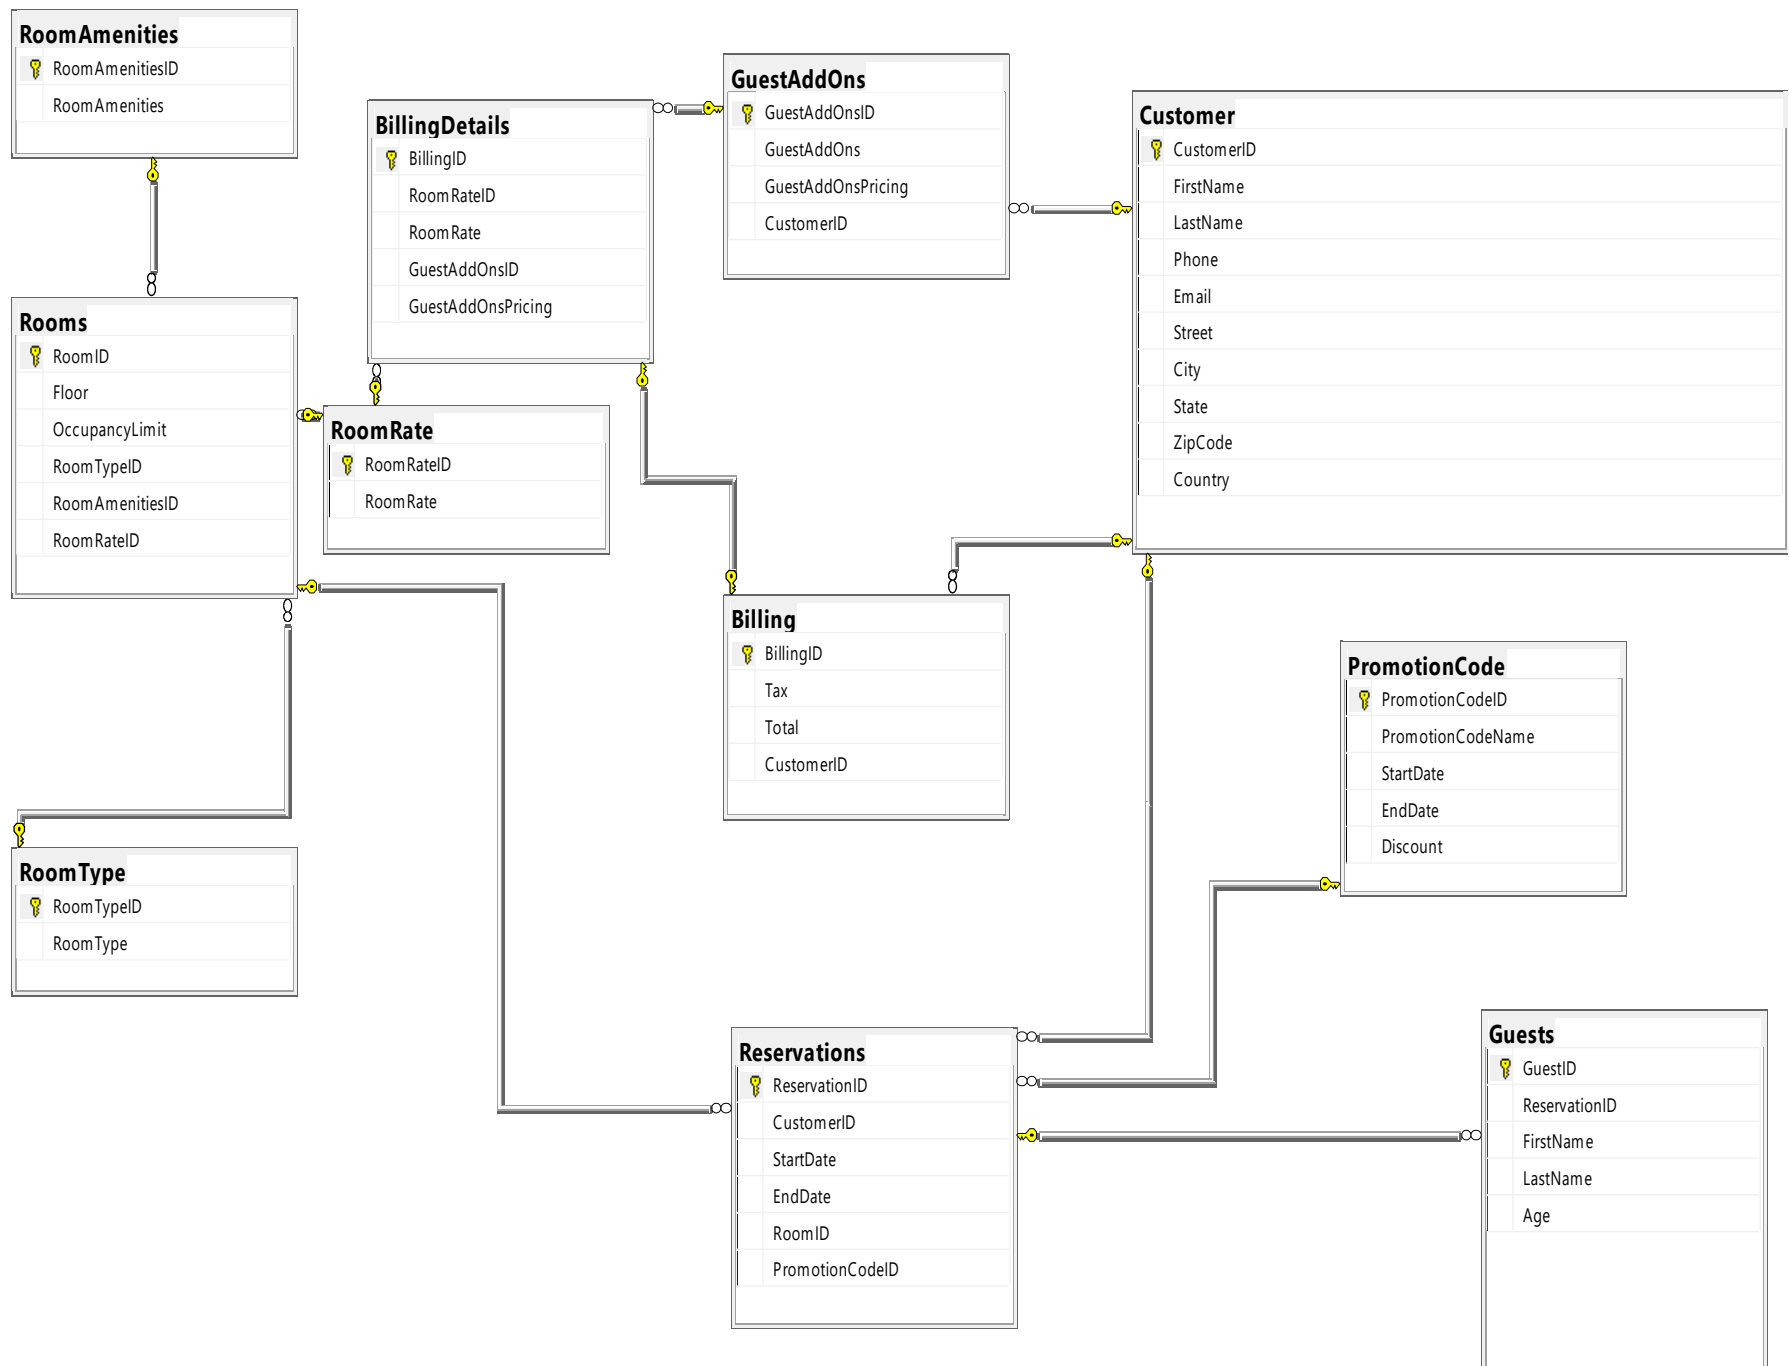 RoomAmenities
RoomAmenitiesID
RoomAmenities
BillingDetails
BillingID
RoomRateID
RoomRate
GuestAddOnsID
GuestAddOnsPricing
GuestAddOns
GuestAddOnsID
GuestAddOns
GuestAddOnsPricing
CustomerID
Customer
CustomerID
FirstName
LastName
Phone
Email
Street
City
State
ZipCode
Country
Rooms
RoomID
Floor
OccupancyLimit
RoomTypeID
RoomAmenitiesID
RoomRateID
RoomRate
RoomRateID
RoomRate
Billing
BillingID
Tax
Total
CustomerID
PromotionCode
PromotionCodeID
PromotionCodeName
StartDate
EndDate
Discount
RoomType
RoomTypeID
RoomType
Reservations
ReservationID
CustomerID
StartDate
EndDate
RoomID
PromotionCodeID
Guests
GuestID
ReservationID
FirstName
LastName
Age